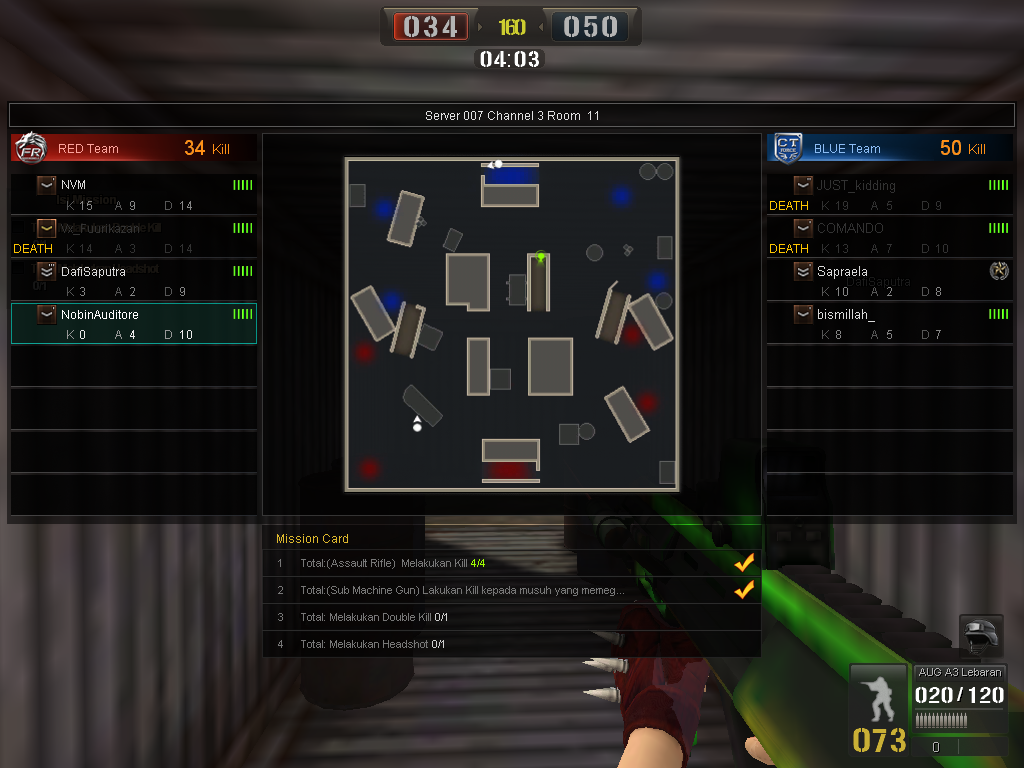 034 160 050
04:03
Server 007 Channel 3 Room 11
FR RED Team 34 Kill
CT FORCE BLUE Team 50 Kill
NVM
K 15 A 9 D 14
Vx_Fuurikazan
DEATH K 14 A 3 D 14
DafiSaputra
K 3 A 2 D 9
NobinAuditore
K 0 A 4 D 10
JUST_kidding
DEATH K 19 A 5 D 9
COMANDO
DEATH K 13 A 7 D 10
Sapraela
DafiSaputra
K 10 A 2 D 8
bismillah_
K 8 A 5 D 7
Mission Card
1 Total:(Assault Rifle) Melakukan Kill 4/4
2 Total:(Sub Machine Gun) Lakukan Kill kepada musuh yang memeg...
3 Total: Melakukan Double Kill 0/1
4 Total: Melakukan Headshot 0/1
AUG A3 Lebaran
020/120
073
0